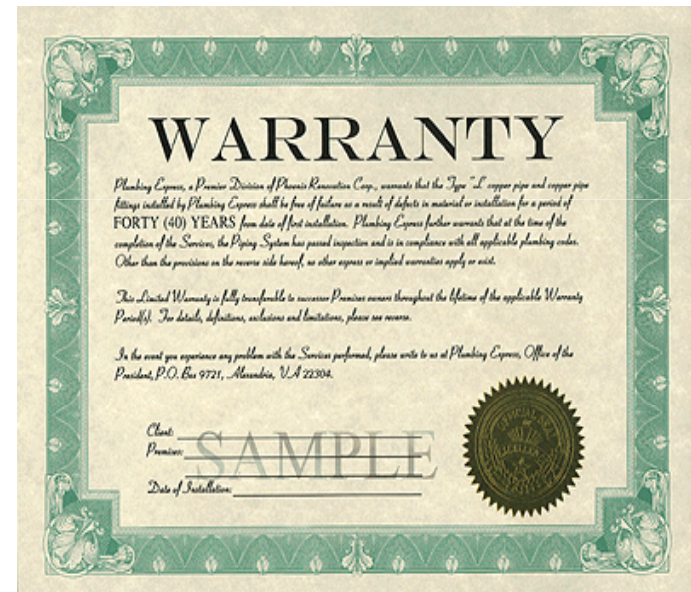 WARRANTY
Plumbing Express, a Premier Division of Phoenix Renovation Corp., warrants that the Type "L" copper pipe and copper pipe
fittings installed by Plumbing Express shall be free of failure as a result of defects in material or installation for a period of
FORTY (40) YEARS from date of first installation. Plumbing Express further warrants that at the time of the
completion of the Services, the Piping System has passed inspection and is in compliance with all applicable plumbing codes.
Other than the provisions on the reverse side hereof, no other express or implied warranties apply or exist.
This Limited Warranty is fully transferable to successor Premises owners throughout the lifetime of the applicable Warranty
Period(s). For details, definitions, exclusions and limitations, please see reverse.
In the event you experience any problem with the Services performed, please write to us at Plumbing Express, Office of the
President, P.O. Box 9721, Alexandria, VA 22304.
Client:
Premises:
SAMPLE
Date of Installation:
OFFICIAL SEAL